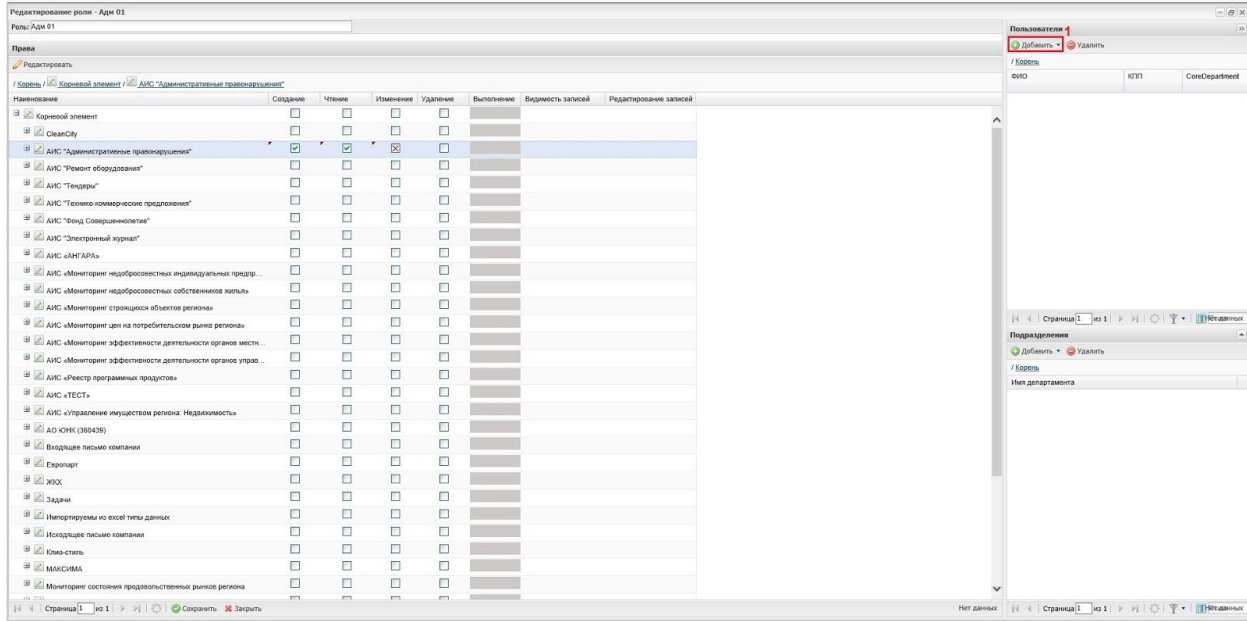 Редактирование роли - Адм 01
Роль: Адм 01
Права
Редактировать
/ Корень / Корневой элемент / АИС "Административные правонарушения"
Наименование Создание Чтение Изменение Удаление Выполнение Видимость записей Редактирование записей
Корневой элемент
CleanCity
АИС "Административные правонарушения"
АИС "Ремонт оборудования"
АИС "Тендеры"
АИС "Технико-коммерческие предложения"
АИС "Фонд Совершеннолетие"
АИС "Электронный журнал"
АИС «АНГАРА»
АИС «Мониторинг недобросовестных индивидуальных предпр...
АИС «Мониторинг недобросовестных собственников жилья»
АИС «Мониторинг строящихся объектов региона»
АИС «Мониторинг цен на потребительском рынке региона»
АИС «Мониторинг эффективности деятельности органов местн...
АИС «Мониторинг эффективности деятельности органов управ...
АИС «Реестр программных продуктов»
АИС «ТЕСТ»
АИС «Управление имуществом региона: Недвижимость»
АО ЮНК (360439)
Входящее письмо компании
Европарт
ЖКХ
Задачи
Импортируемы из excel типы данных
Исходящее письмо компании
Клио-стиль
МАКСИМА
Мониторинг состояния продовольственных рынков региона
Страница 1 из 1 Сохранить Закрыть Нет данных
Пользователи 1
Добавить Удалить
/ Корень
ФИО КПП CoreDepartment
Страница 1 из 1 Нет данных
Подразделения
Добавить Удалить
/ Корень
Имя департамента
Страница 1 из 1 Нет данных